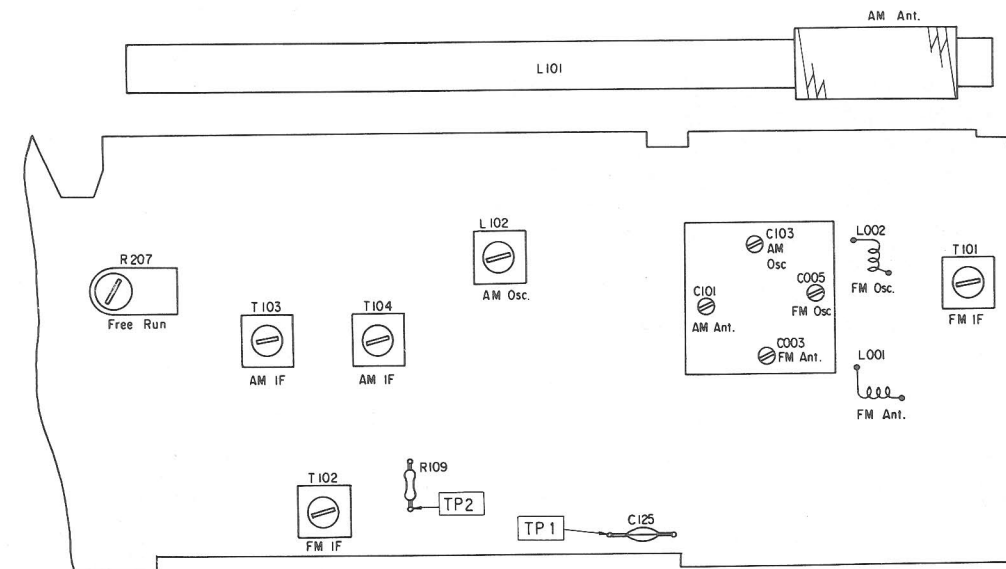 AM Ant.
L101
L102
AM Osc.
C103
AM
Osc
L002
FM Osc.
T101
FM IF
R207
Free Run
C101
AM Ant.
C005
FM Osc
T103
AM IF
T104
AM IF
C003
FM Ant.
L001
FM Ant.
T102
FM IF
R109
TP2
TP1
C125